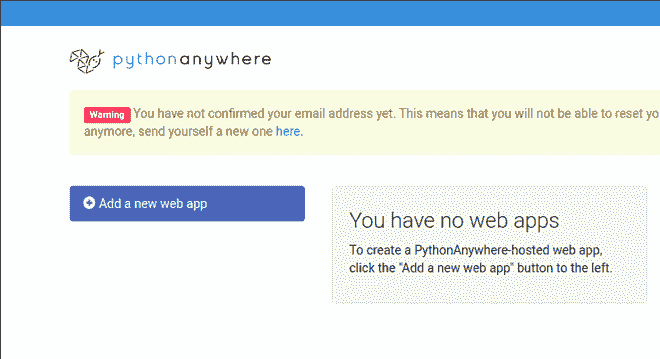 pythonanywhere
Warning You have not confirmed your email address yet. This means that you will not be able to reset yo
anymore, send yourself a new one here.
Add a new web app
You have no web apps
To create a PythonAnywhere-hosted web app,
click the "Add a new web app" button to the left.